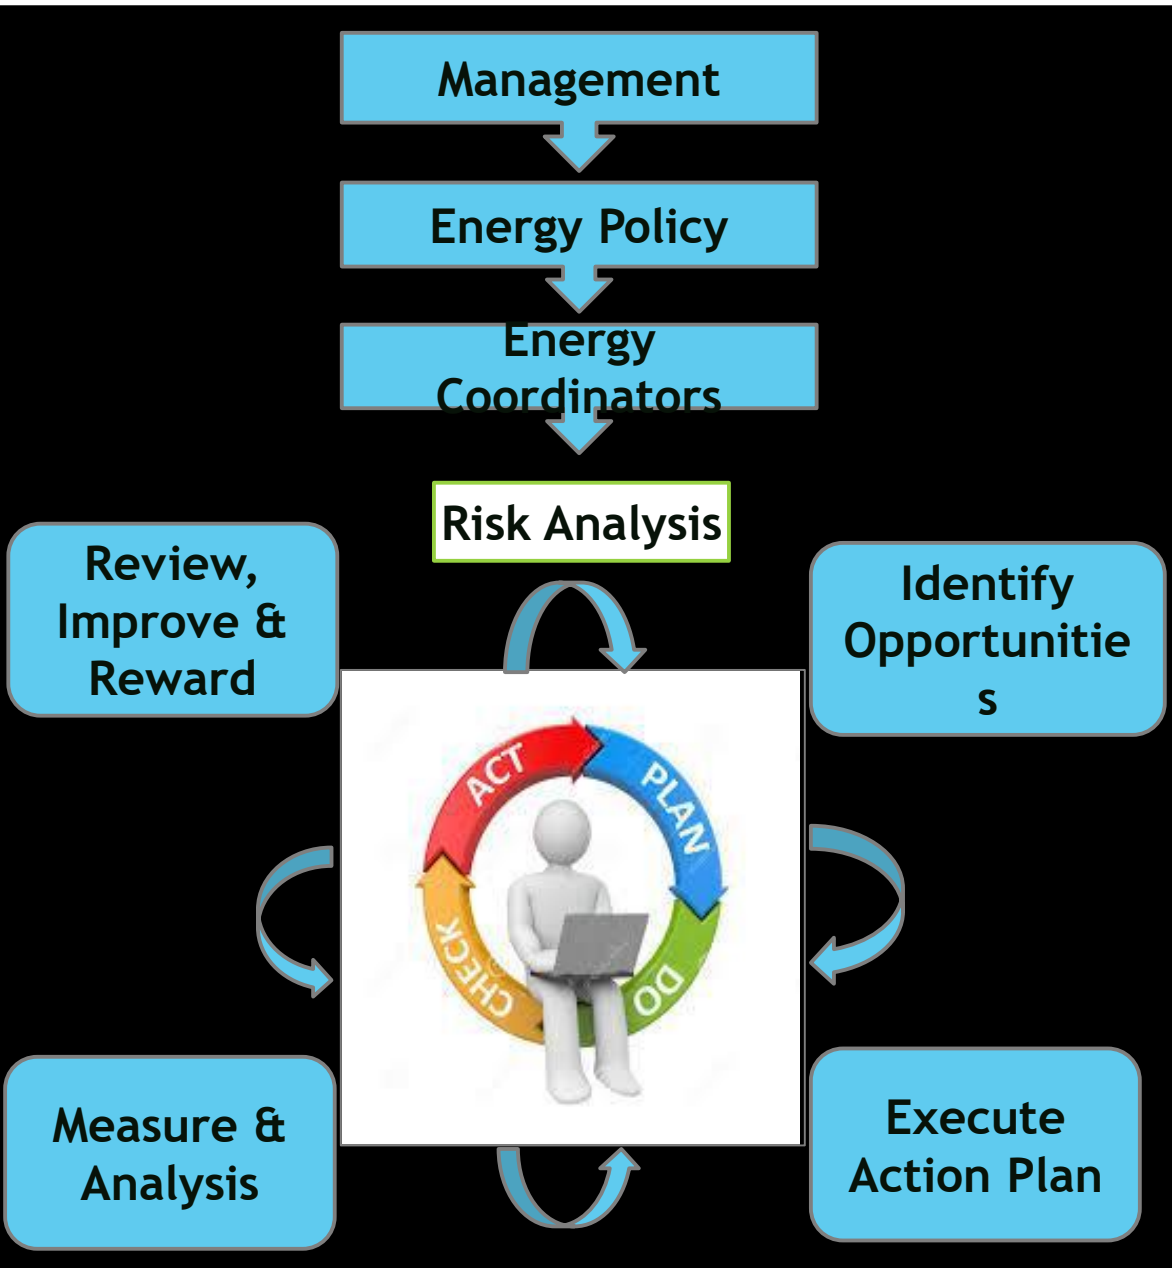 Management
Energy Policy
Energy
Coordinators
Risk Analysis
Review,
Improve &
Reward
Identify
Opportunitie
s
ACT
PLAN
CHECK
DO
Measure &
Analysis
Execute
Action Plan